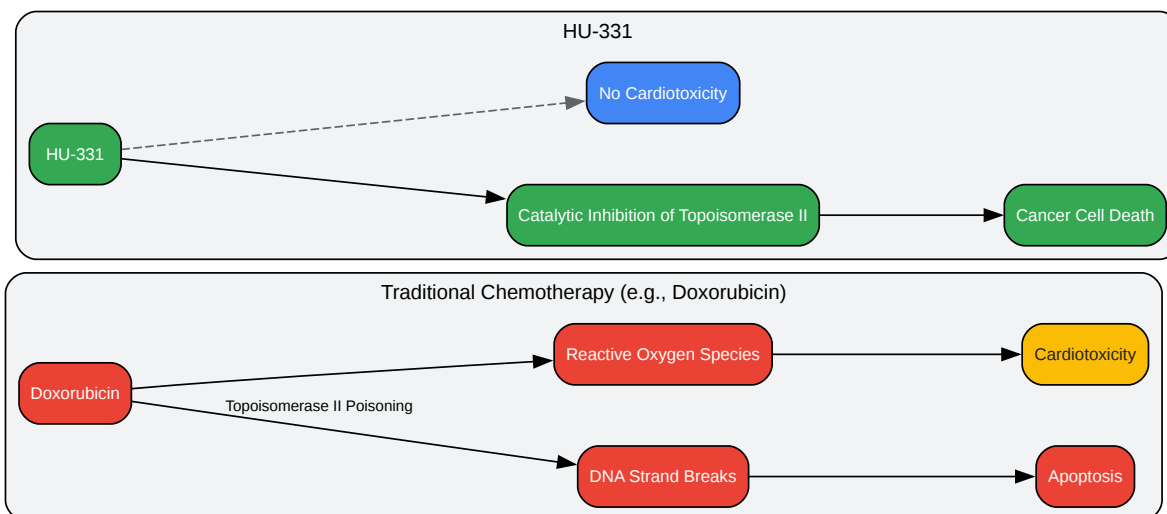 HU-331
No Cardiotoxicity
HU-331
Catalytic Inhibition of Topoisomerase II
Cancer Cell Death
Traditional Chemotherapy (e.g., Doxorubicin)
Reactive Oxygen Species
Cardiotoxicity
Doxorubicin
Topoisomerase II Poisoning
DNA Strand Breaks
Apoptosis